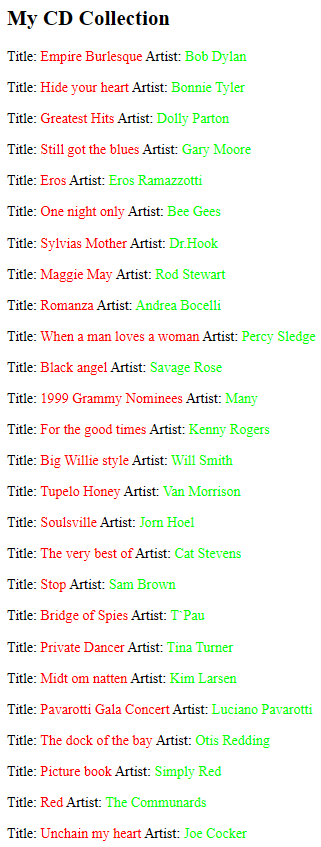 My CD Collection
Title: Empire Burlesque Artist: Bob Dylan
Title: Hide your heart Artist: Bonnie Tyler
Title: Greatest Hits Artist: Dolly Parton
Title: Still got the blues Artist: Gary Moore
Title: Eros Artist: Eros Ramazzotti
Title: One night only Artist: Bee Gees
Title: Sylvias Mother Artist: Dr.Hook
Title: Maggie May Artist: Rod Stewart
Title: Romanza Artist: Andrea Bocelli
Title: When a man loves a woman Artist: Percy Sledge
Title: Black angel Artist: Savage Rose
Title: 1999 Grammy Nominees Artist: Many
Title: For the good times Artist: Kenny Rogers
Title: Big Willie style Artist: Will Smith
Title: Tupelo Honey Artist: Van Morrison
Title: Soulsville Artist: Jorn Hoel
Title: The very best of Artist: Cat Stevens
Title: Stop Artist: Sam Brown
Title: Bridge of Spies Artist: T`Pau
Title: Private Dancer Artist: Tina Turner
Title: Midt om natten Artist: Kim Larsen
Title: Pavarotti Gala Concert Artist: Luciano Pavarotti
Title: The dock of the bay Artist: Otis Redding
Title: Picture book Artist: Simply Red
Title: Red Artist: The Communards
Title: Unchain my heart Artist: Joe Cocker